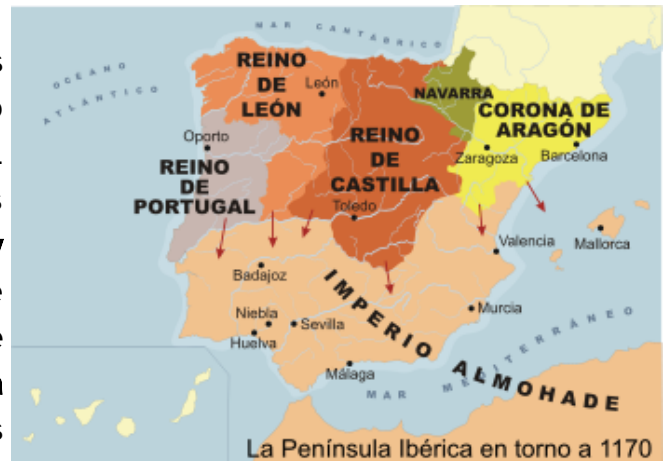 MAR CANTÁBRICO
OCÉANO
ATLÁNTICO
REINO
DE
LEÓN
León
NAVARRA
CORONA DE
ARAGÓN
Oporto
REINO
DE
CASTILLA
Zaragoza
Barcelona
REINO
DE
PORTUGAL
Toledo
Valencia
Mallorca
Badajoz
IMPERIO ALMOHADE
Murcia
Niebla
Sevilla
Huelva
Málaga
MAR MEDITERRÁNEO
La Península Ibérica en torno a 1170